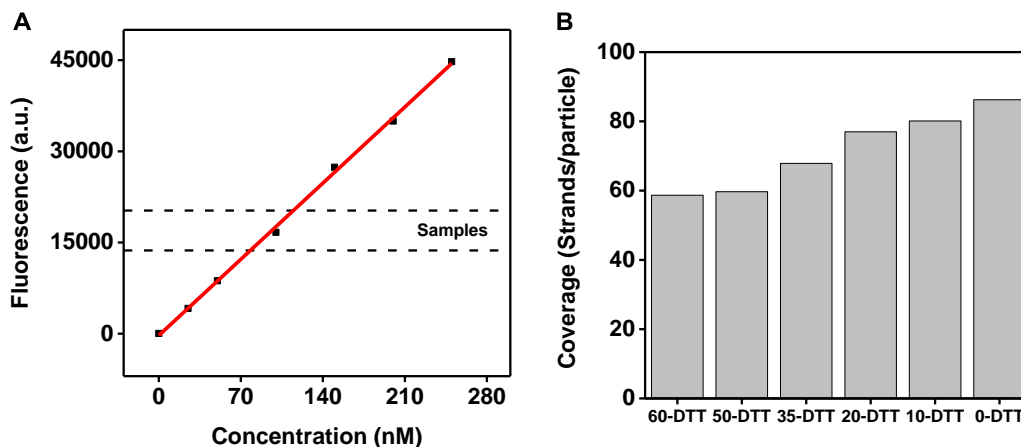 A
Fluorescence (a.u.)
45000
30000
15000
0
Samples
0 70 140 210 280
Concentration (nM)
B
Coverage (Strands/particle)
100
80
60
40
20
0
60-DTT 50-DTT 35-DTT 20-DTT 10-DTT 0-DTT